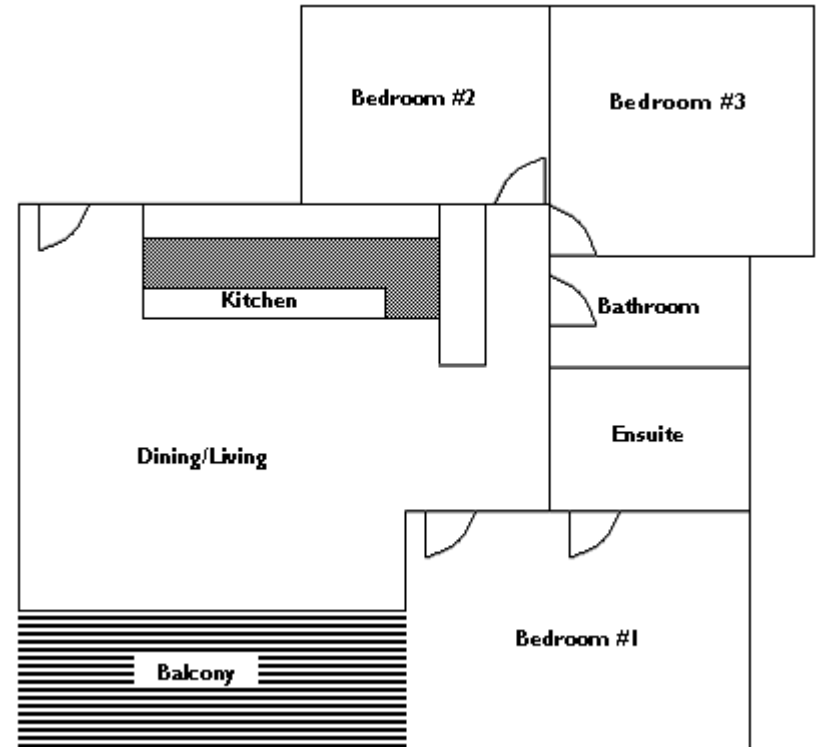 Bedroom #2
Bedroom #3
Kitchen
Bathroom
Ensuite
Dining/Living
Bedroom #1
Balcony